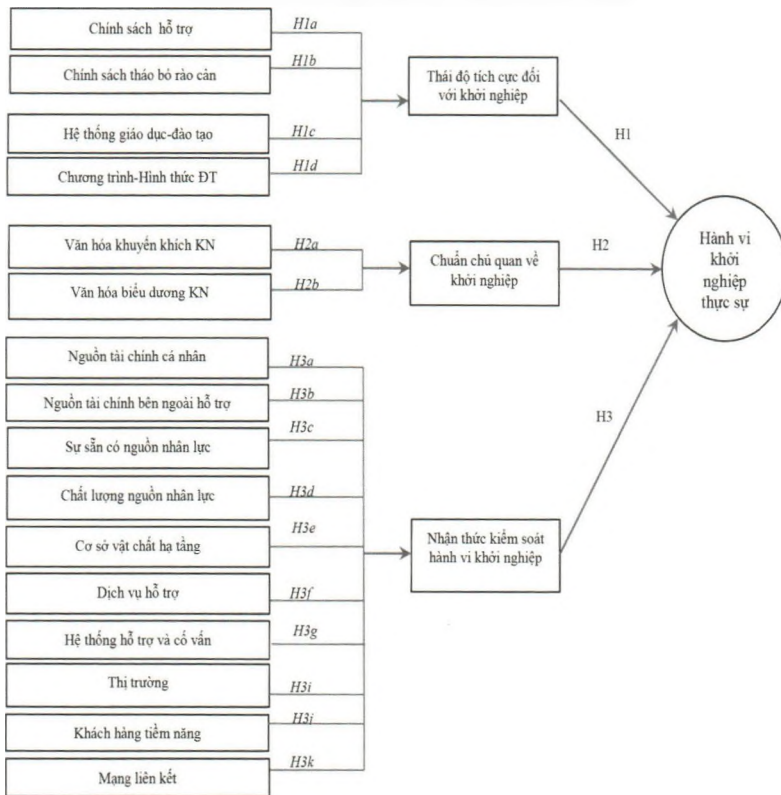 Chính sách hỗ trợ
H1a
Chính sách tháo bỏ rào cản
H1b
Hệ thống giáo dục-đào tạo
H1c
Chương trình-Hình thức ĐT
H1d
Thái độ tích cực đối
với khởi nghiệp
H1
Văn hóa khuyến khích KN
H2a
Văn hóa biểu dương KN
H2b
Chuẩn chủ quan về
khởi nghiệp
H2
Hành vi
khởi
nghiệp
thực sự
Nguồn tài chính cá nhân
H3a
Nguồn tài chính bên ngoài hỗ trợ
H3b
Sự sẵn có nguồn nhân lực
H3c
Chất lượng nguồn nhân lực
H3d
Cơ sở vật chất hạ tầng
H3e
Dịch vụ hỗ trợ
H3f
Hệ thống hỗ trợ và cố vấn
H3g
Thị trường
H3i
Khách hàng tiềm năng
H3j
Mạng liên kết
H3k
Nhận thức kiểm soát
hành vi khởi nghiệp
H3